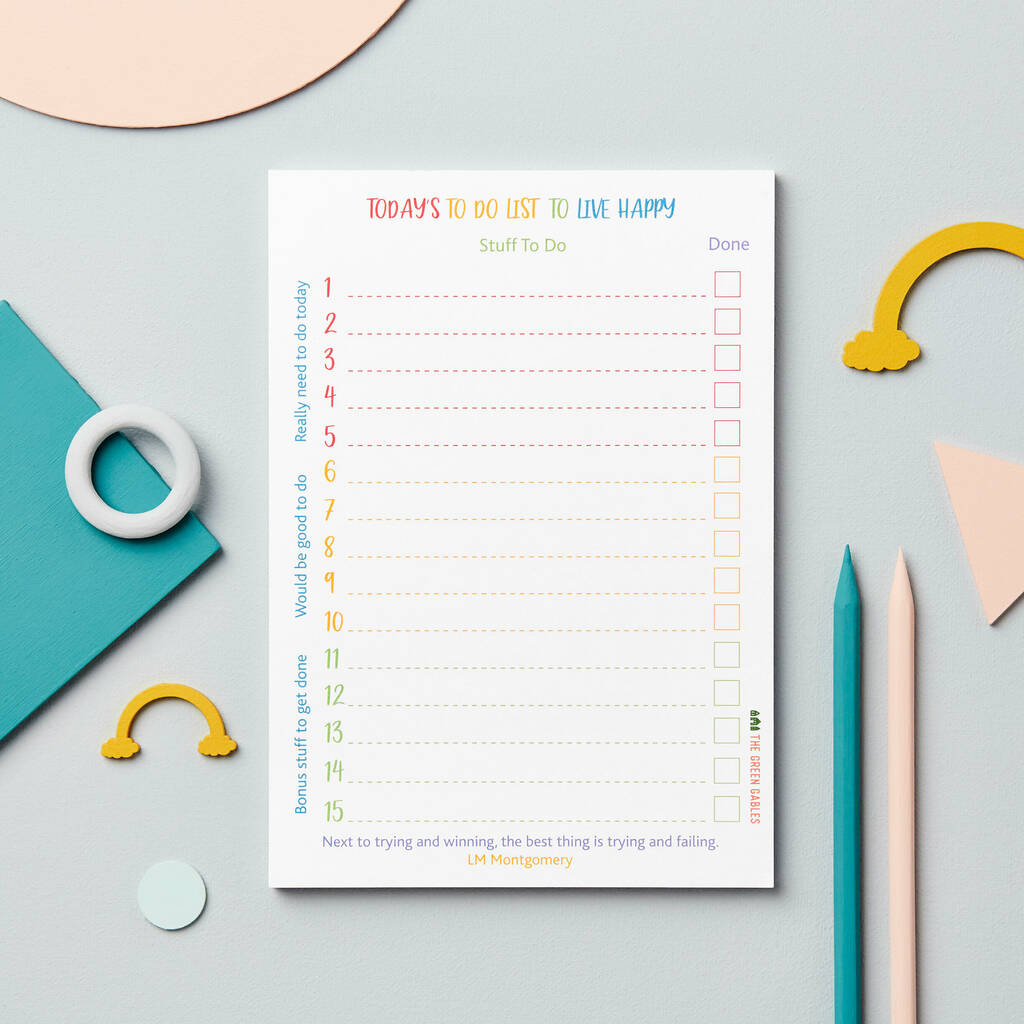 TODAY'S TO DO LIST TO LIVE HAPPY
Stuff To Do Done
Really need to do today
1
2
3
4
5
Would be good to do
6
7
8
9
10
Bonus stuff to get done
11
12
13
14
15
THE GREEN GABLES
Next to trying and winning, the best thing is trying and failing.
LM Montgomery